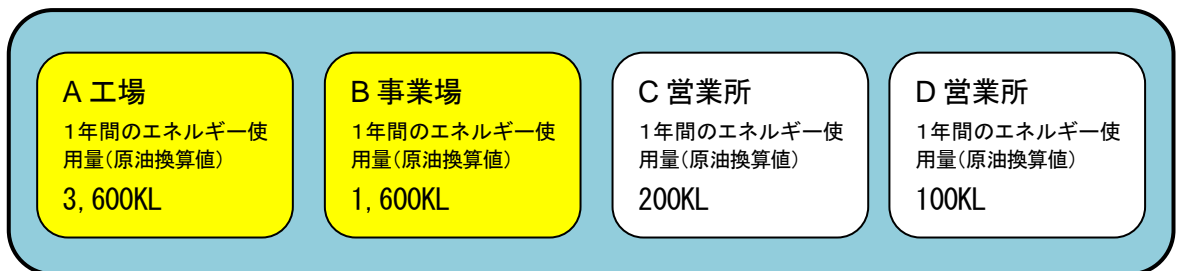 A 工場
1年間のエネルギー使
用量(原油換算値)
3,600KL
B 事業場
1年間のエネルギー使
用量(原油換算値)
1,600KL
C 営業所
1年間のエネルギー使
用量(原油換算値)
200KL
D 営業所
1年間のエネルギー使
用量(原油換算値)
100KL